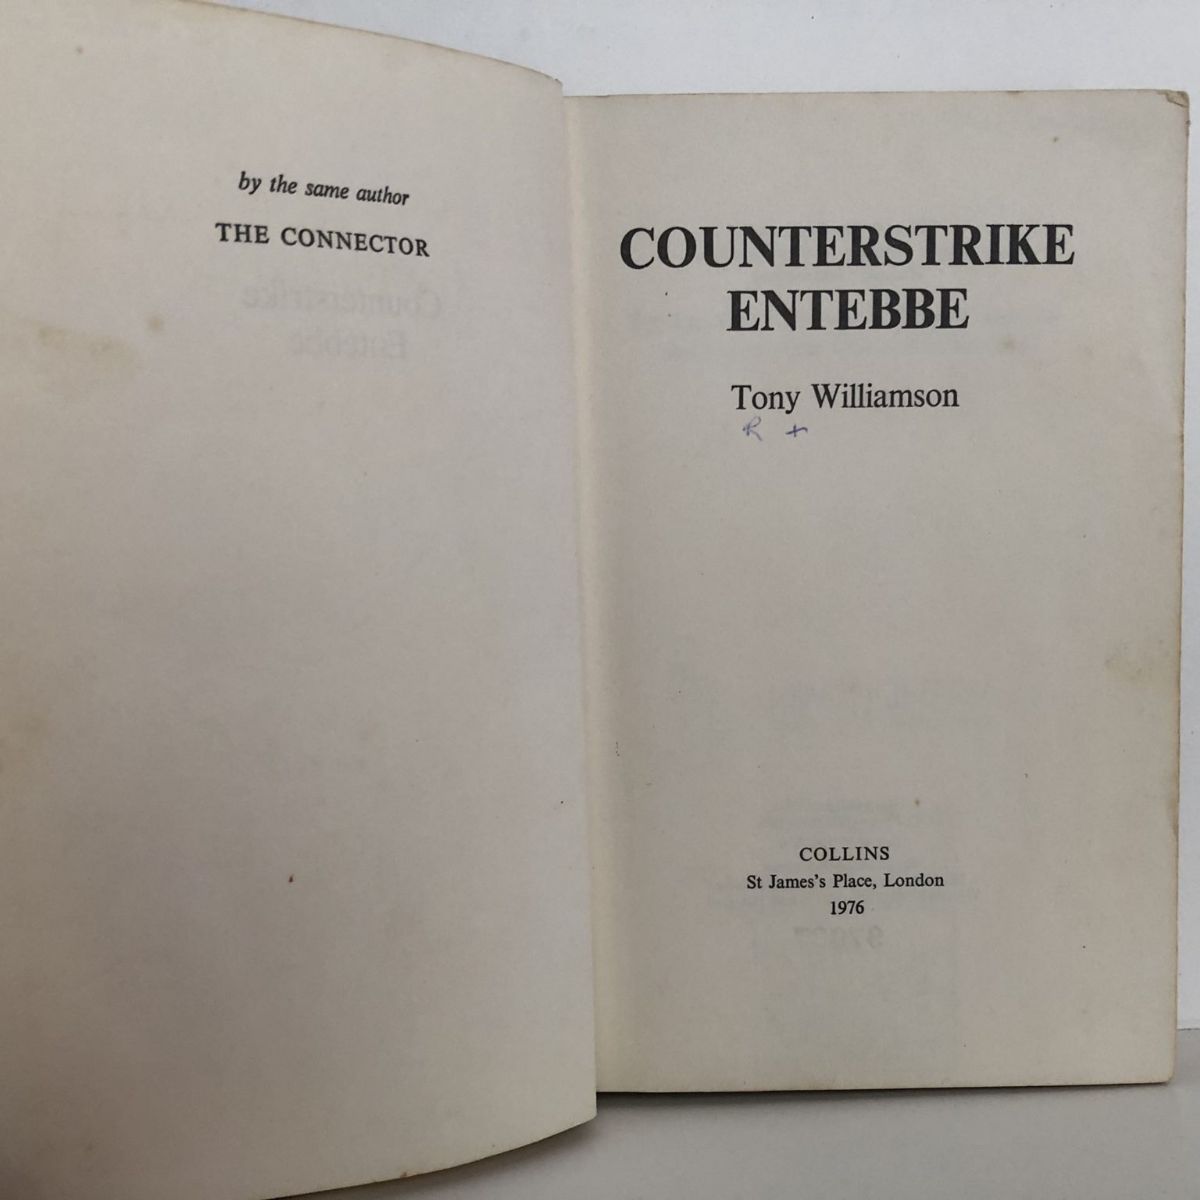 by the same author
THE CONNECTOR
COUNTERSTRIKE
ENTEBBE
Tony Williamson
R +
COLLINS
St James's Place, London
1976